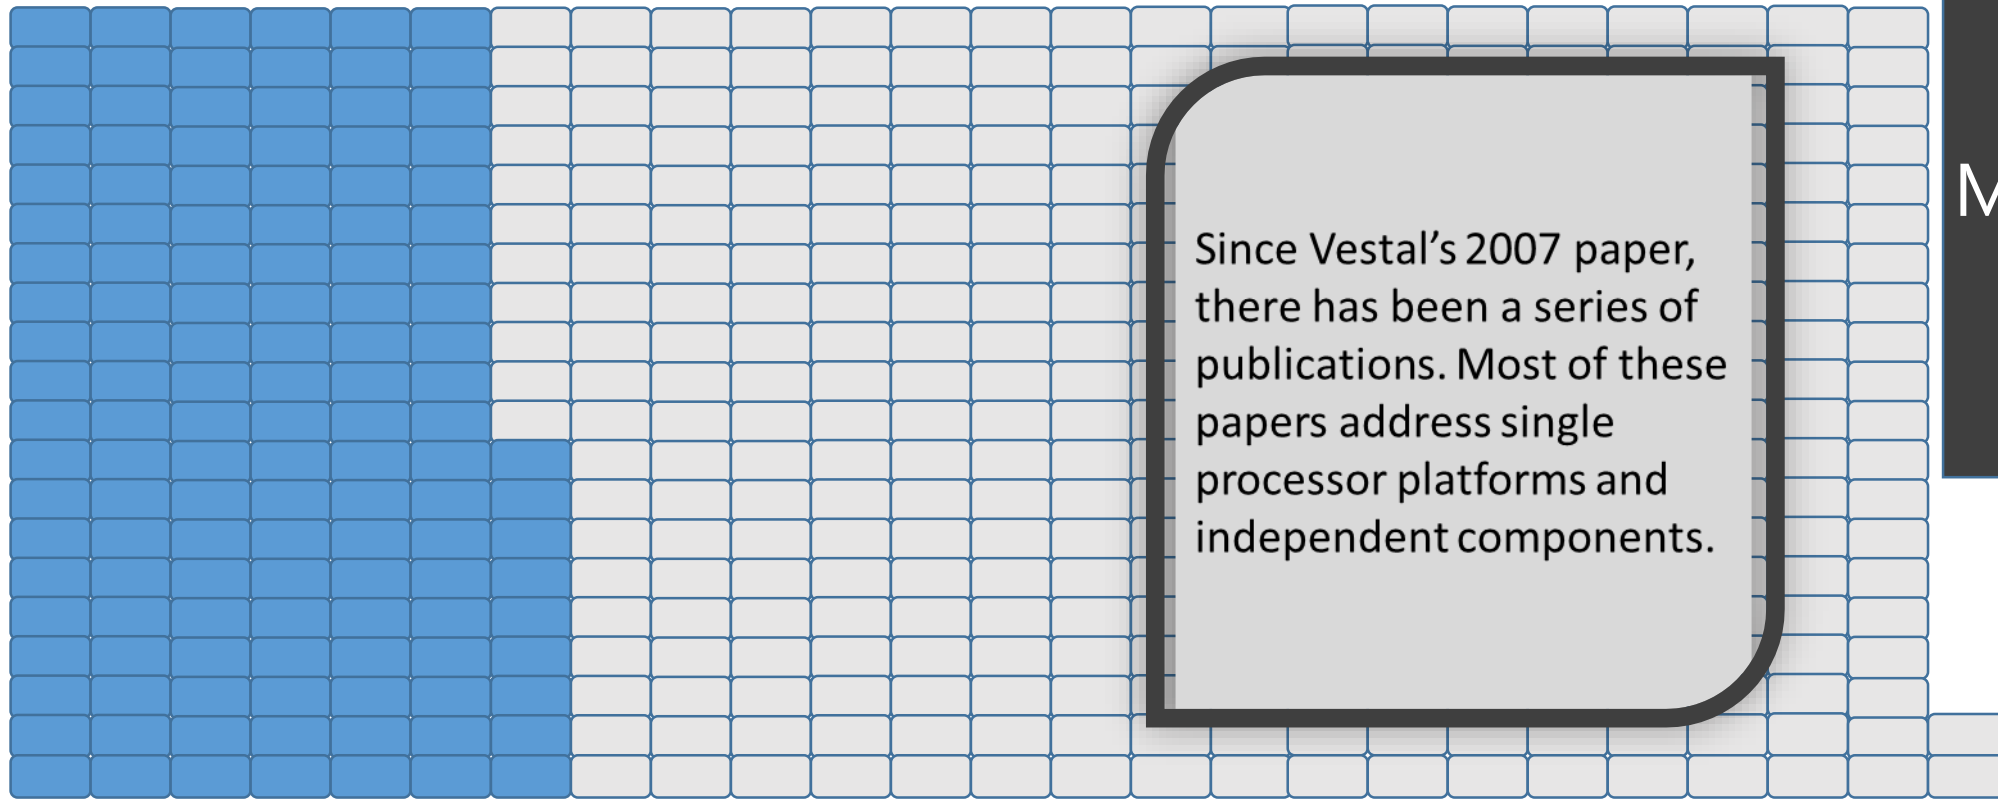 Since Vestal’s 2007 paper,
there has been a series of
publications. Most of these
papers address single
processor platforms and
independent components.
M